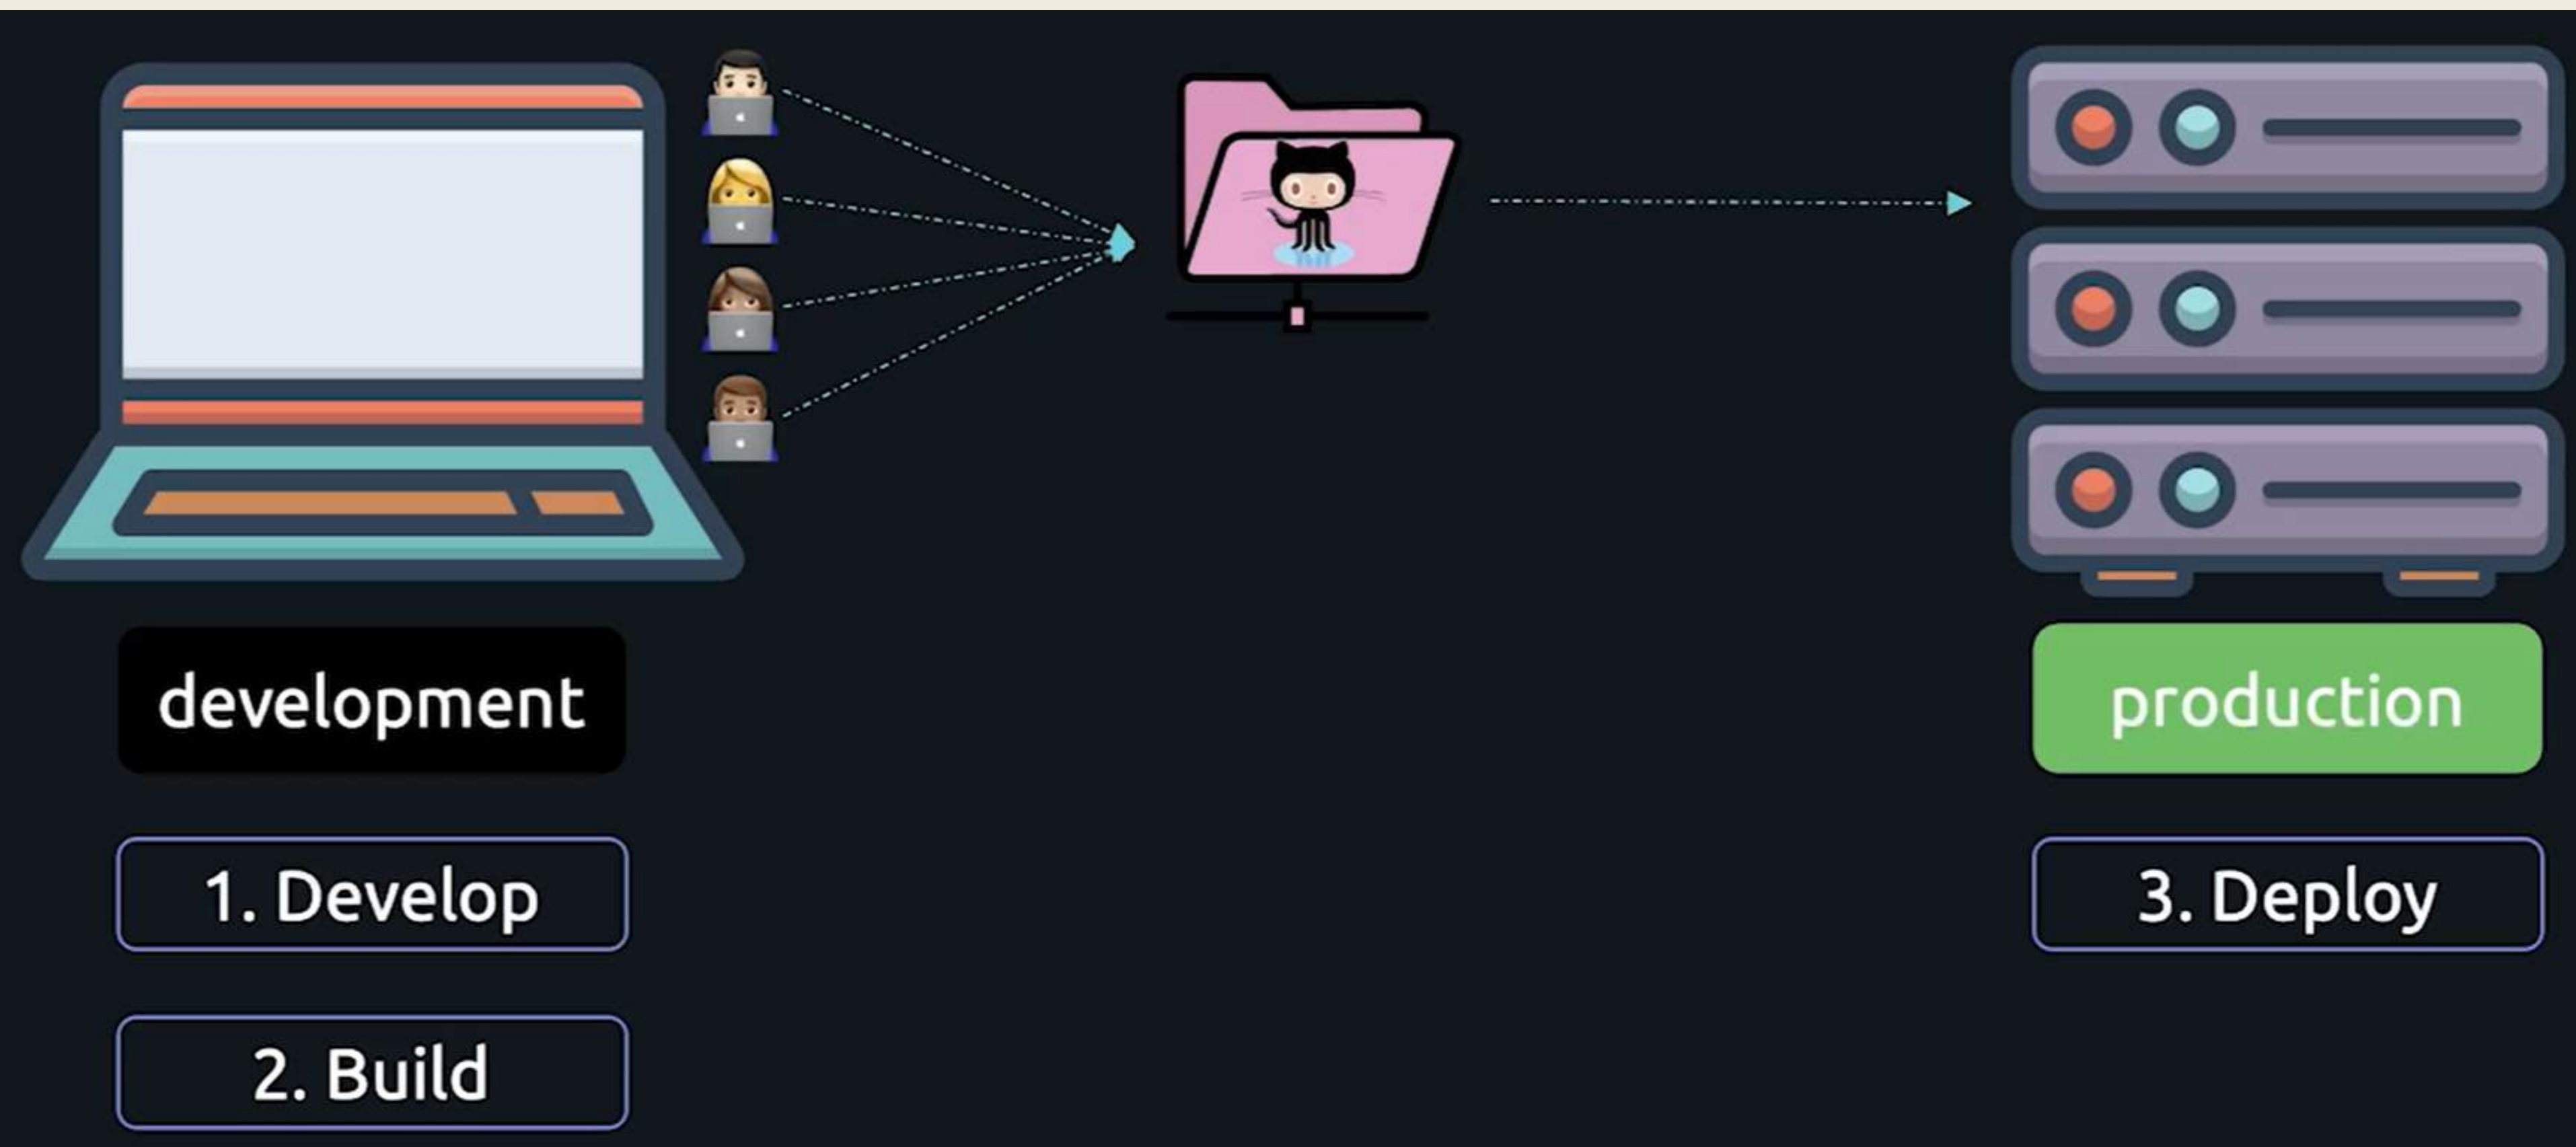 development
production
1. Develop
3. Deploy
2. Build